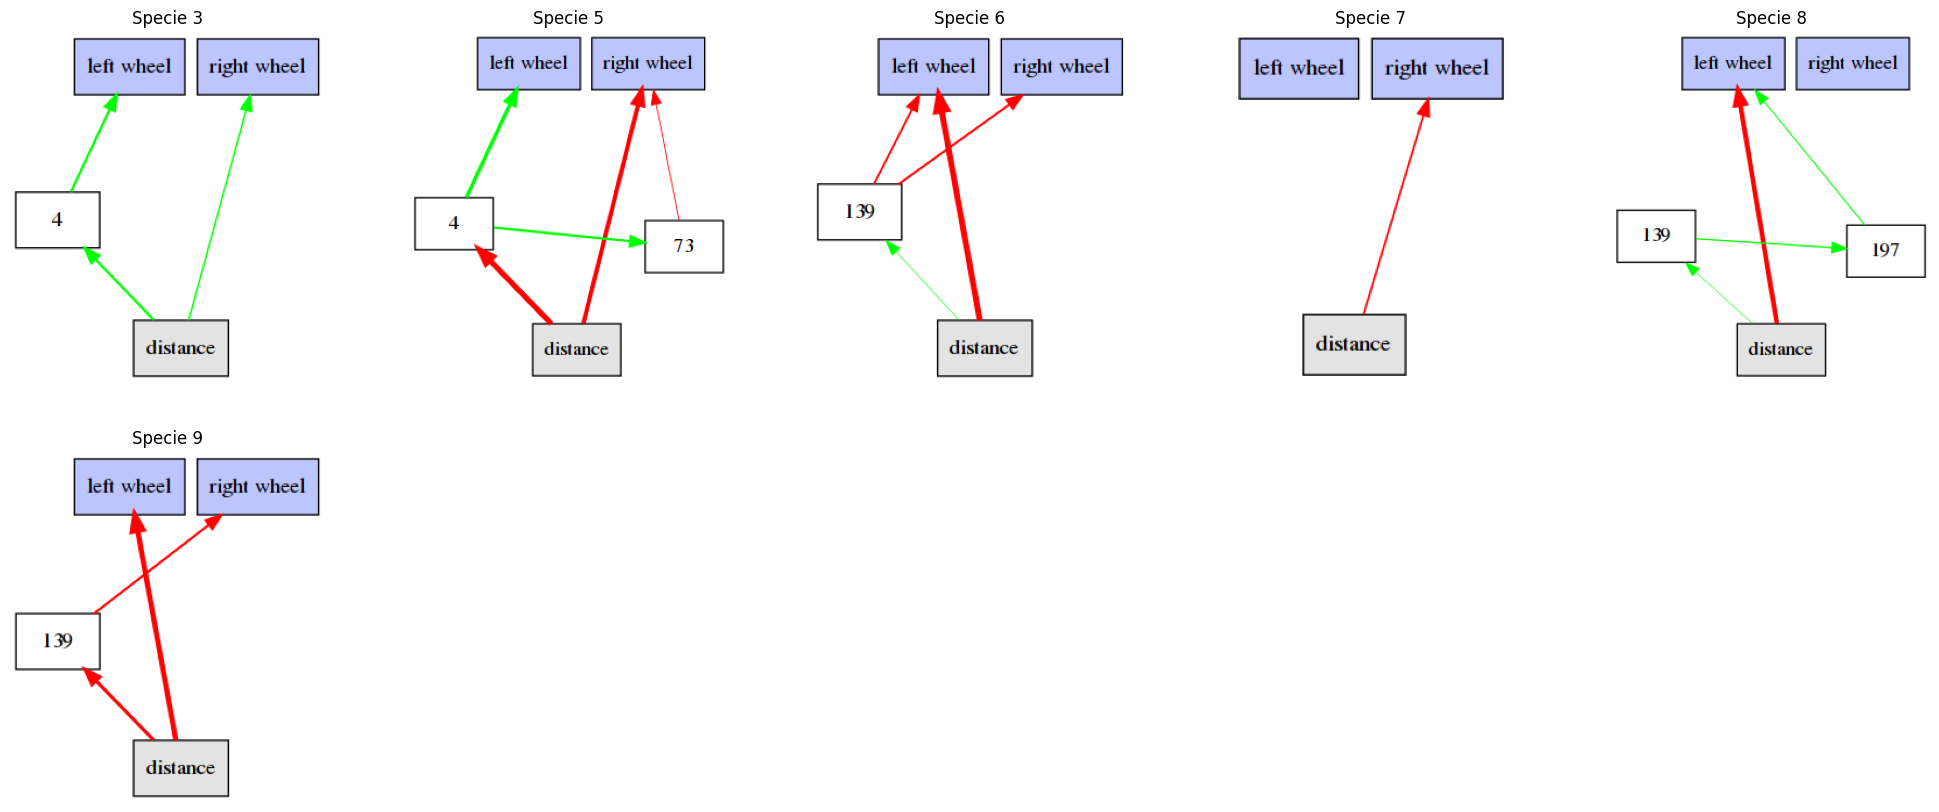 Specie 3
left wheel
right wheel
4
distance
Specie 5
left wheel
right wheel
4
73
distance
Specie 6
left wheel
right wheel
139
distance
Specie 7
left wheel
right wheel
distance
Specie 8
left wheel
right wheel
139
197
distance
Specie 9
left wheel
right wheel
139
distance